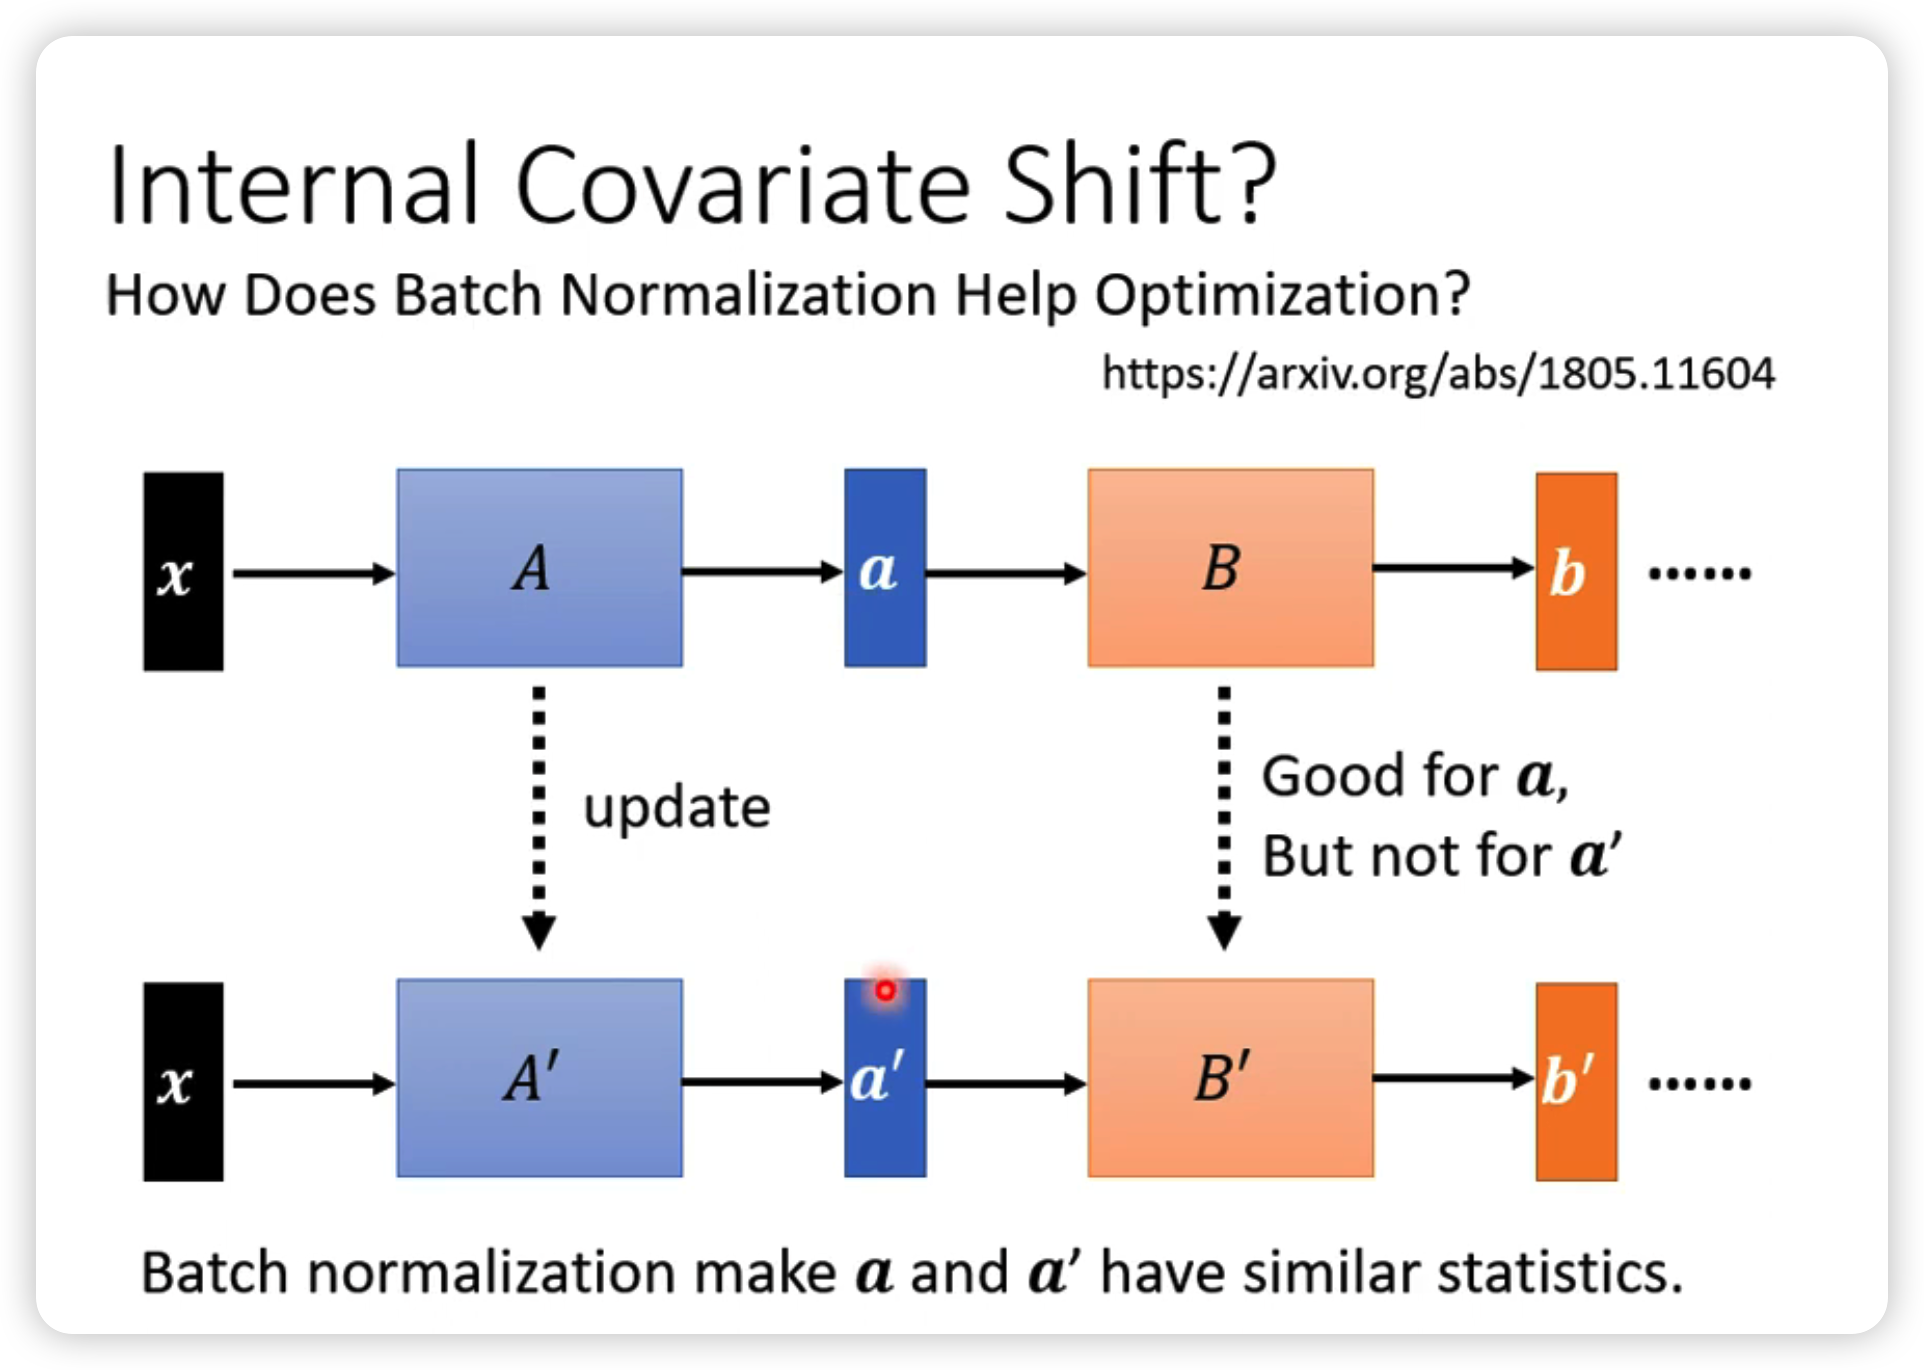 Internal Covariate Shift?
How Does Batch Normalization Help Optimization?
https://arxiv.org/abs/1805.11604
x A a B b ......
update
Good for a,
But not for a′
x A′ a′ B′ b′ ......
Batch normalization make a and a′ have similar statistics.